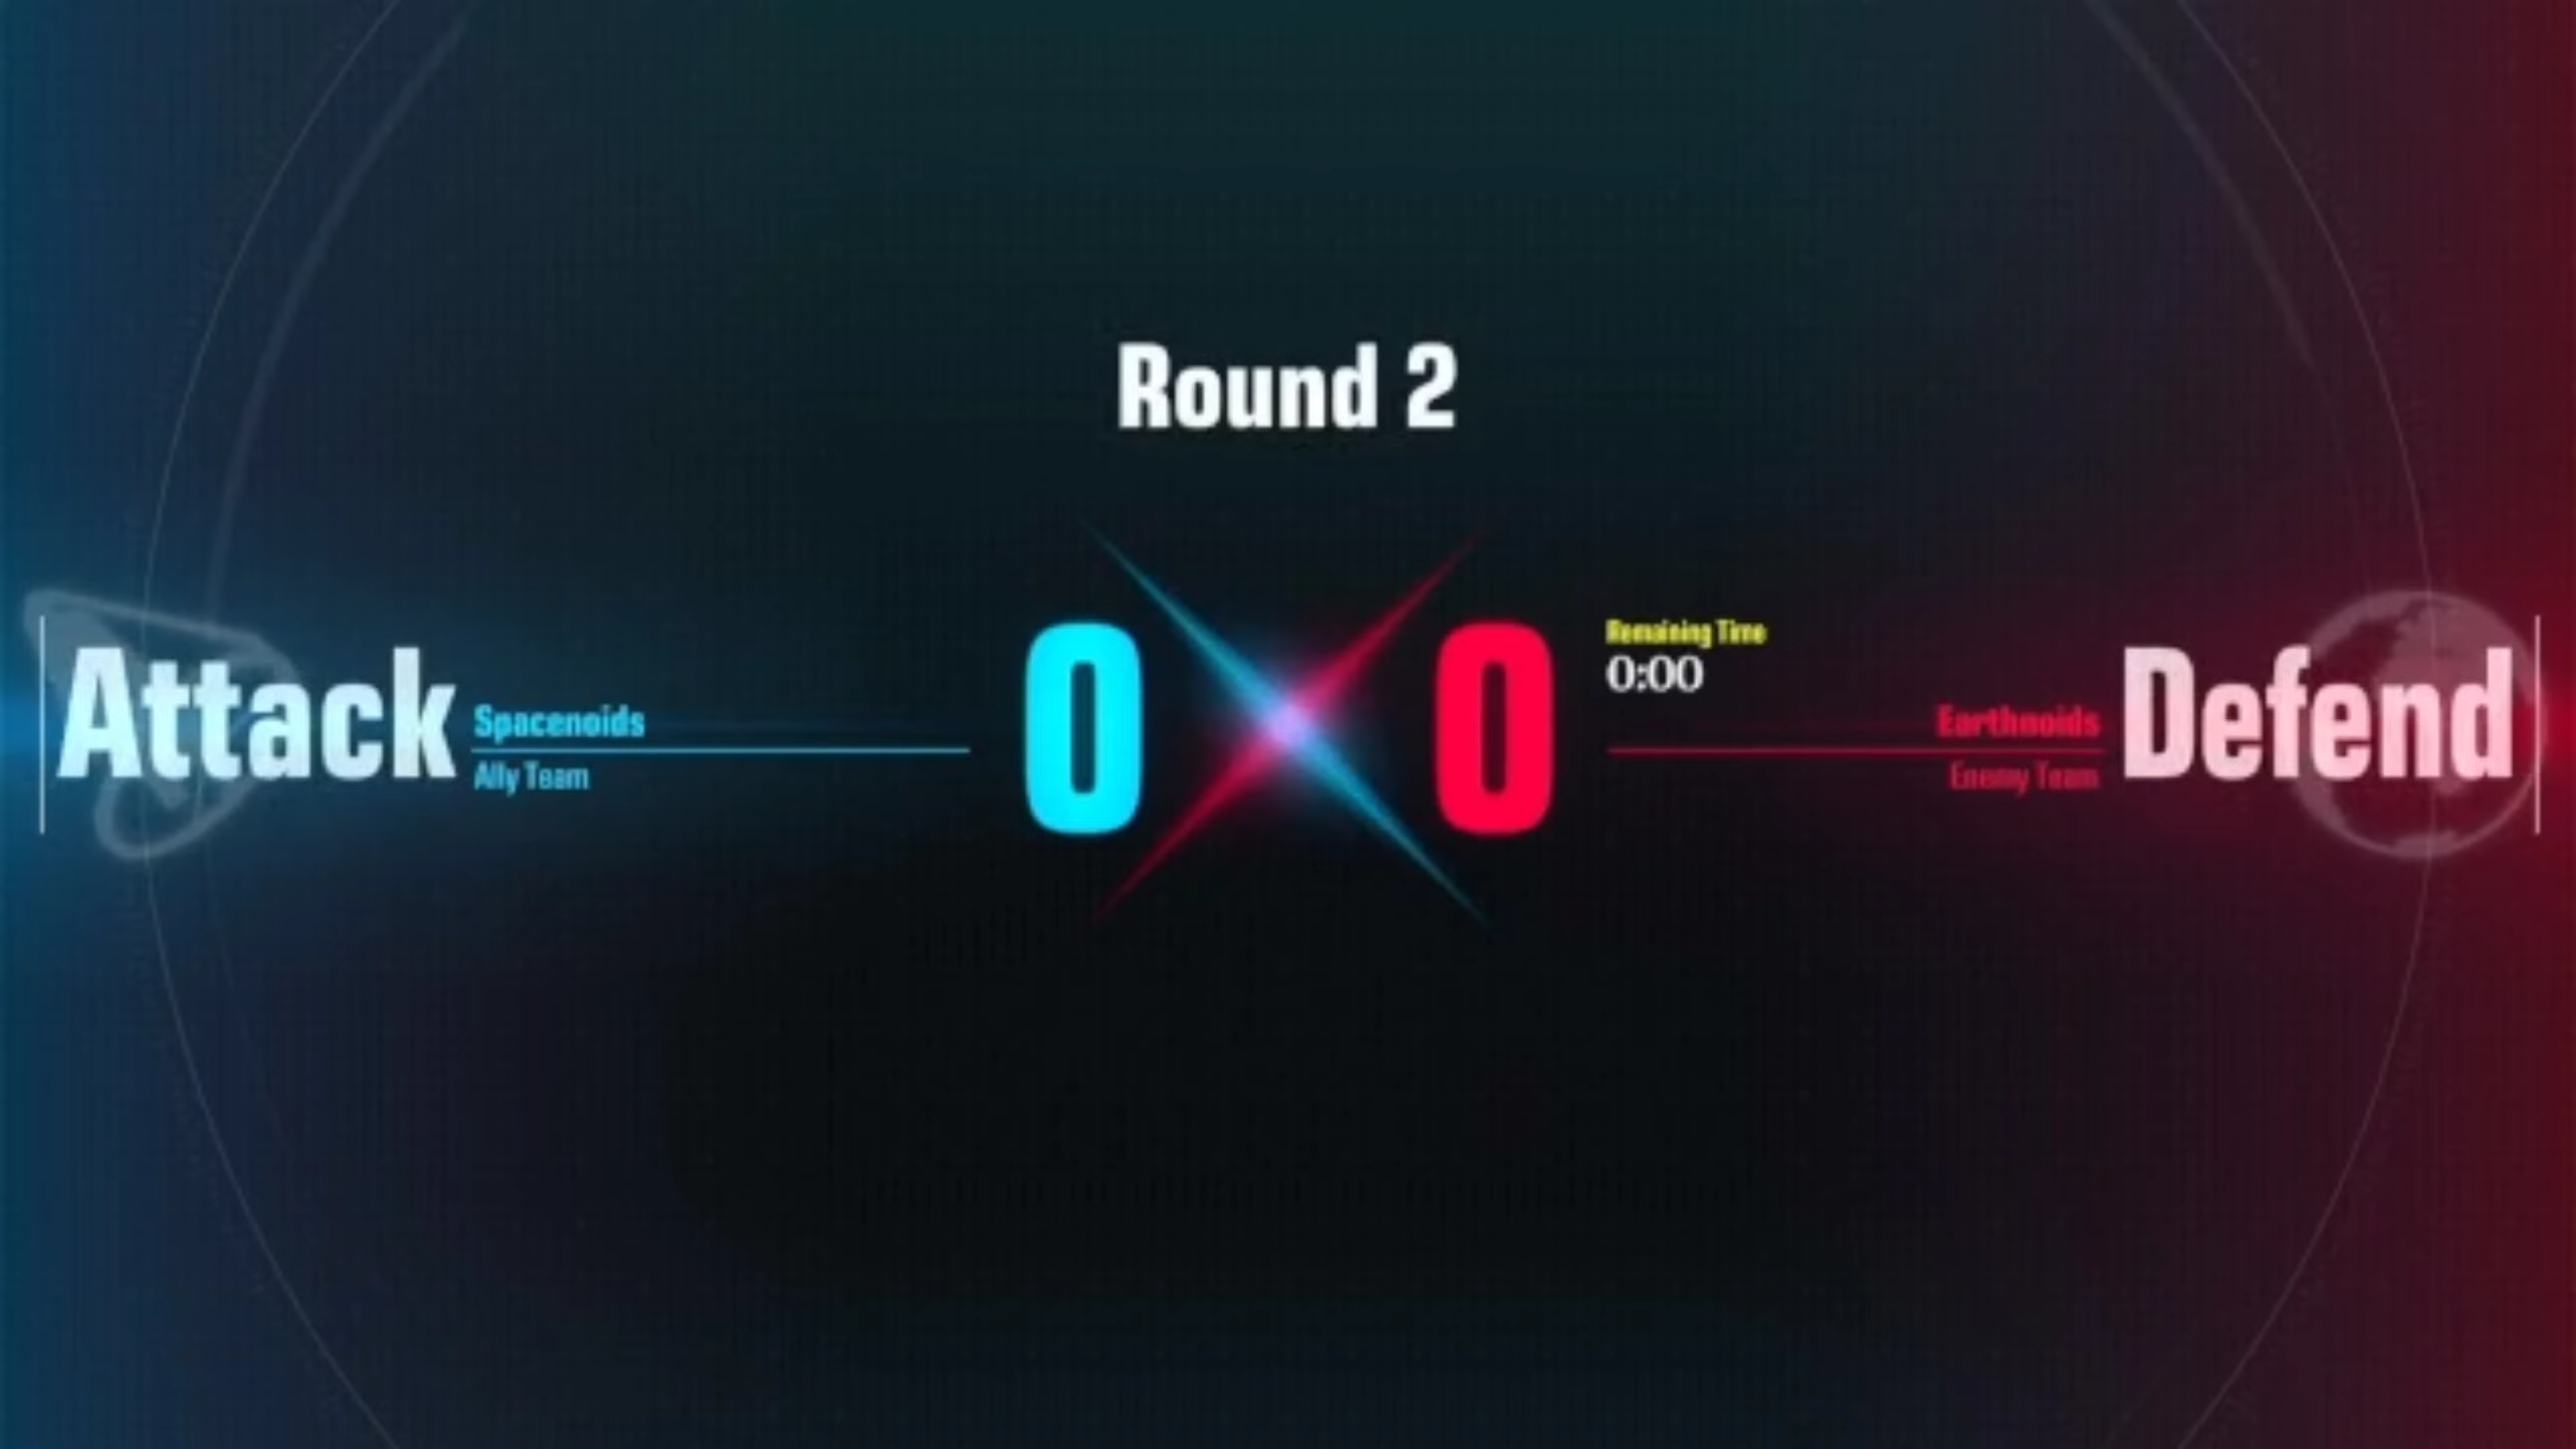 Round 2
Attack
Spacenoids
Ally Team
0
0
Remaining Time
0:00
Earthnoids
Enemy Team
Defend